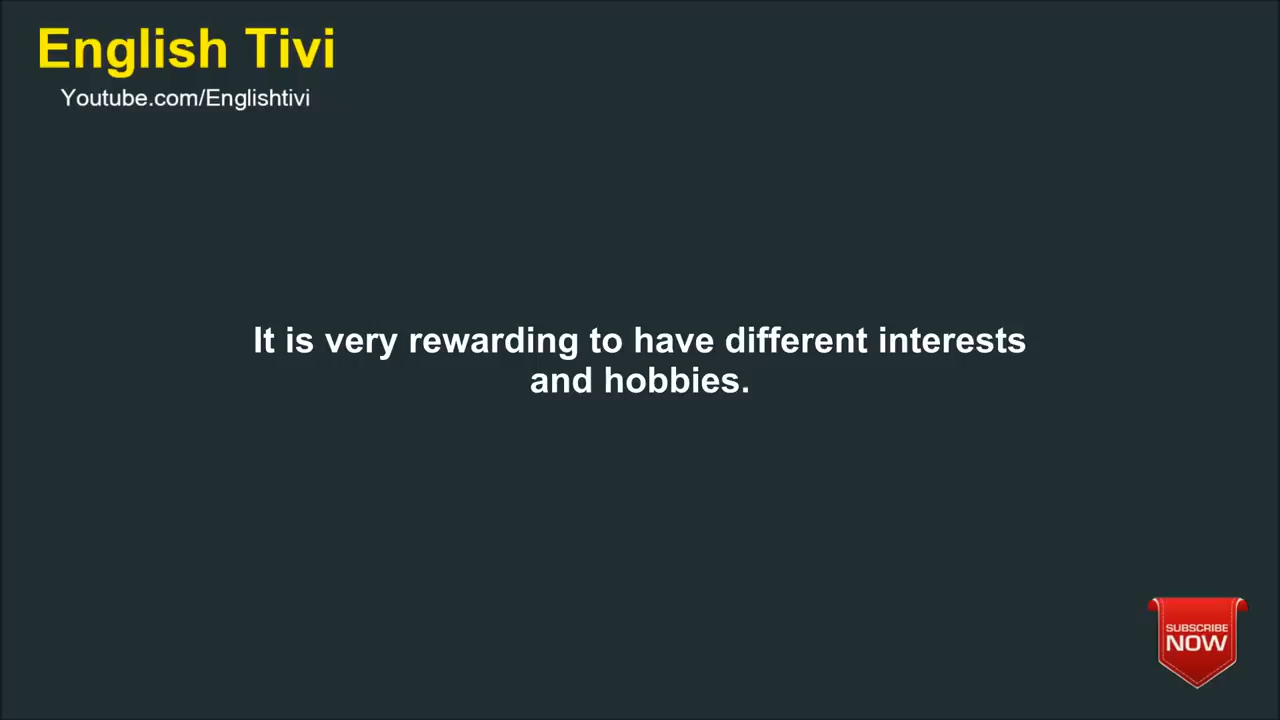 English Tivi
Youtube.com/Englishtivi
It is very rewarding to have different interests
and hobbies.
SUBSCRIBE
NOW